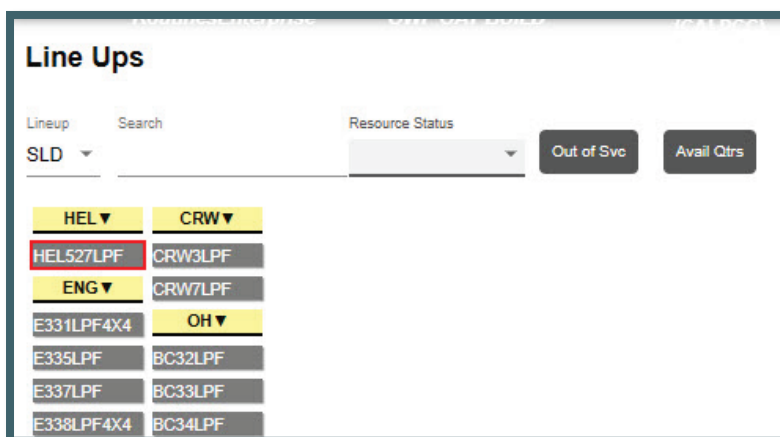 Line Ups
Lineup Search Resource Status
SLD Out of Svc Avail Qtrs
HEL▼ CRW▼
HEL527LPF CRW3LPF
ENG▼ CRW7LPF
E331LPF4X4 OH▼
E335LPF BC32LPF
E337LPF BC33LPF
E338LPF4X4 BC34LPF